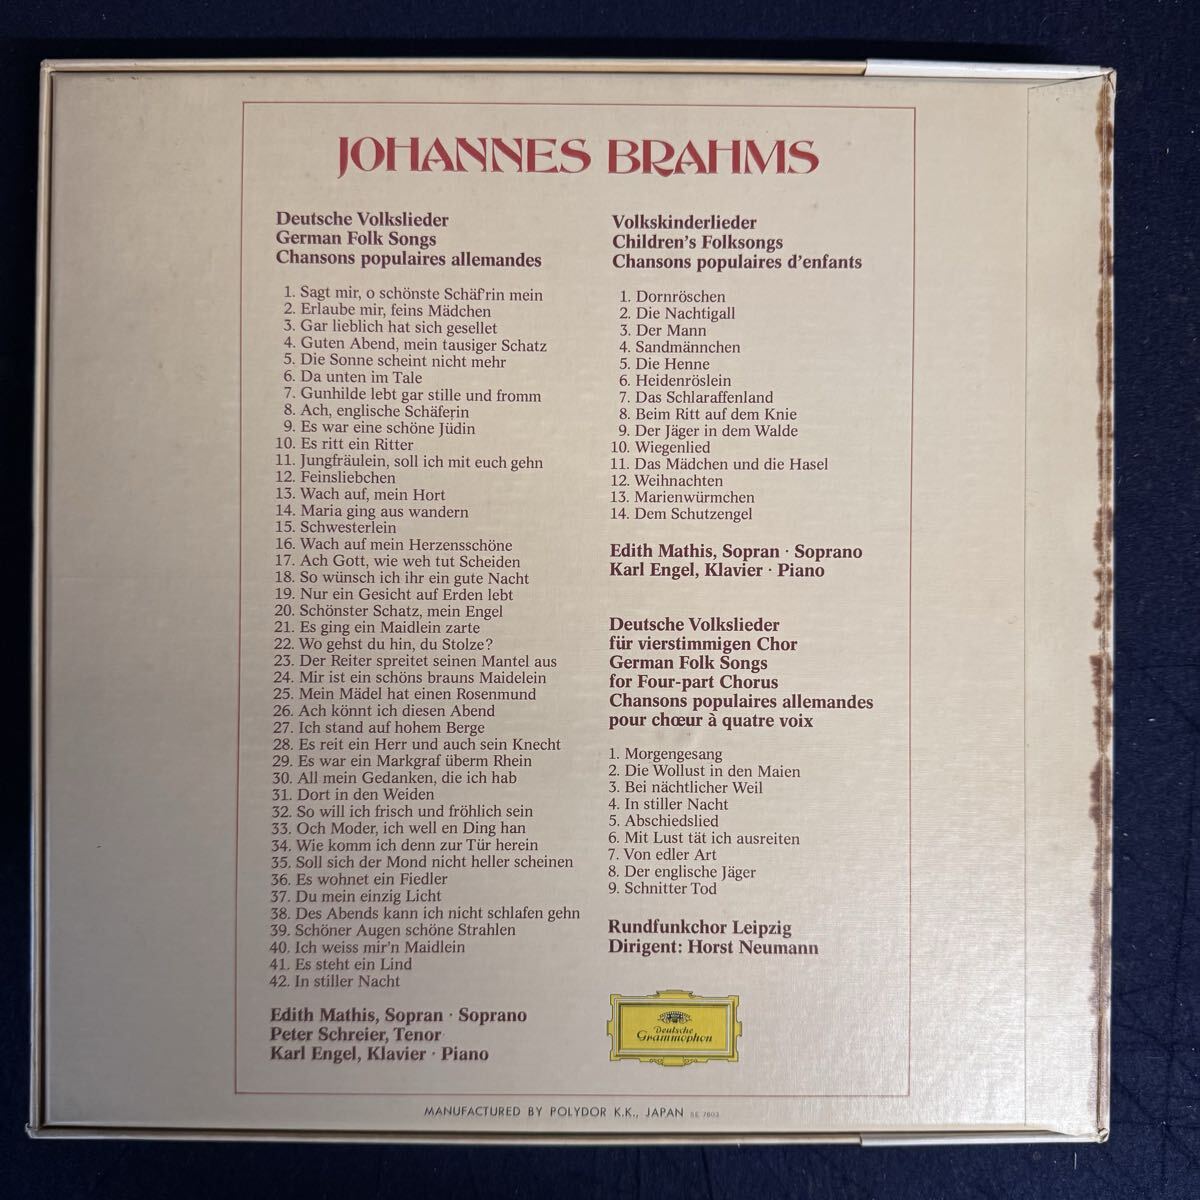 JOHANNES BRAHMS
Deutsche Volkslieder
German Folk Songs
Chansons populaires allemandes
1. Sagt mir, o schönste Schäf'rin mein
2. Erlaube mir, feins Mädchen
3. Gar lieblich hat sich gesellet
4. Guten Abend, mein tausiger Schatz
5. Die Sonne scheint nicht mehr
6. Da unten im Tale
7. Gunhilde lebt gar stille und fromm
8. Ach, englische Schäferin
9. Es war eine schöne Jüdin
10. Es ritt ein Ritter
11. Jungfräulein, soll ich mit euch gehn
12. Feinsliebchen
13. Wach auf, mein Hort
14. Maria ging aus wandern
15. Schwesterlein
16. Wach auf mein Herzensschöne
17. Ach Gott, wie weh tut Scheiden
18. So wünsch ich ihr ein gute Nacht
19. Nur ein Gesicht auf Erden lebt
20. Schönster Schatz, mein Engel
21. Es ging ein Maidlein zarte
22. Wo gehst du hin, du Stolze?
23. Der Reiter spreitet seinen Mantel aus
24. Mir ist ein schöns brauns Maidelein
25. Mein Mädel hat einen Rosenmund
26. Ach könnt ich diesen Abend
27. Ich stand auf hohem Berge
28. Es reit ein Herr und auch sein Knecht
29. Es war ein Markgraf überm Rhein
30. All mein Gedanken, die ich hab
31. Dort in den Weiden
32. So will ich frisch und fröhlich sein
33. Och Moder, ich well en Ding han
34. Wie komm ich denn zur Tür herein
35. Soll sich der Mond nicht heller scheinen
36. Es wohnet ein Fiedler
37. Du mein einzig Licht
38. Des Abends kann ich nicht schlafen gehn
39. Schöner Augen schöne Strahlen
40. Ich weiss mir'n Maidlein
41. Es steht ein Lind
42. In stiller Nacht
Edith Mathis, Sopran · Soprano
Peter Schreier, Tenor
Karl Engel, Klavier · Piano
Volkskinderlieder
Children's Folksongs
Chansons populaires d'enfants
1. Dornröschen
2. Die Nachtigall
3. Der Mann
4. Sandmännchen
5. Die Henne
6. Heidenröslein
7. Das Schlaraffenland
8. Beim Ritt auf dem Knie
9. Der Jäger in dem Walde
10. Wiegenlied
11. Das Mädchen und die Hasel
12. Weihnachten
13. Marienwürmchen
14. Dem Schutzengel
Edith Mathis, Sopran · Soprano
Karl Engel, Klavier · Piano
Deutsche Volkslieder
für vierstimmigen Chor
German Folk Songs
for Four-part Chorus
Chansons populaires allemandes
pour chœur à quatre voix
1. Morgengesang
2. Die Wollust in den Maien
3. Bei nächtlicher Weil
4. In stiller Nacht
5. Abschiedslied
6. Mit Lust tät ich ausreiten
7. Von edler Art
8. Der englische Jäger
9. Schnitter Tod
Rundfunkchor Leipzig
Dirigent: Horst Neumann
Deutsche
Grammophon
MANUFACTURED BY POLYDOR K.K., JAPAN SE 7803